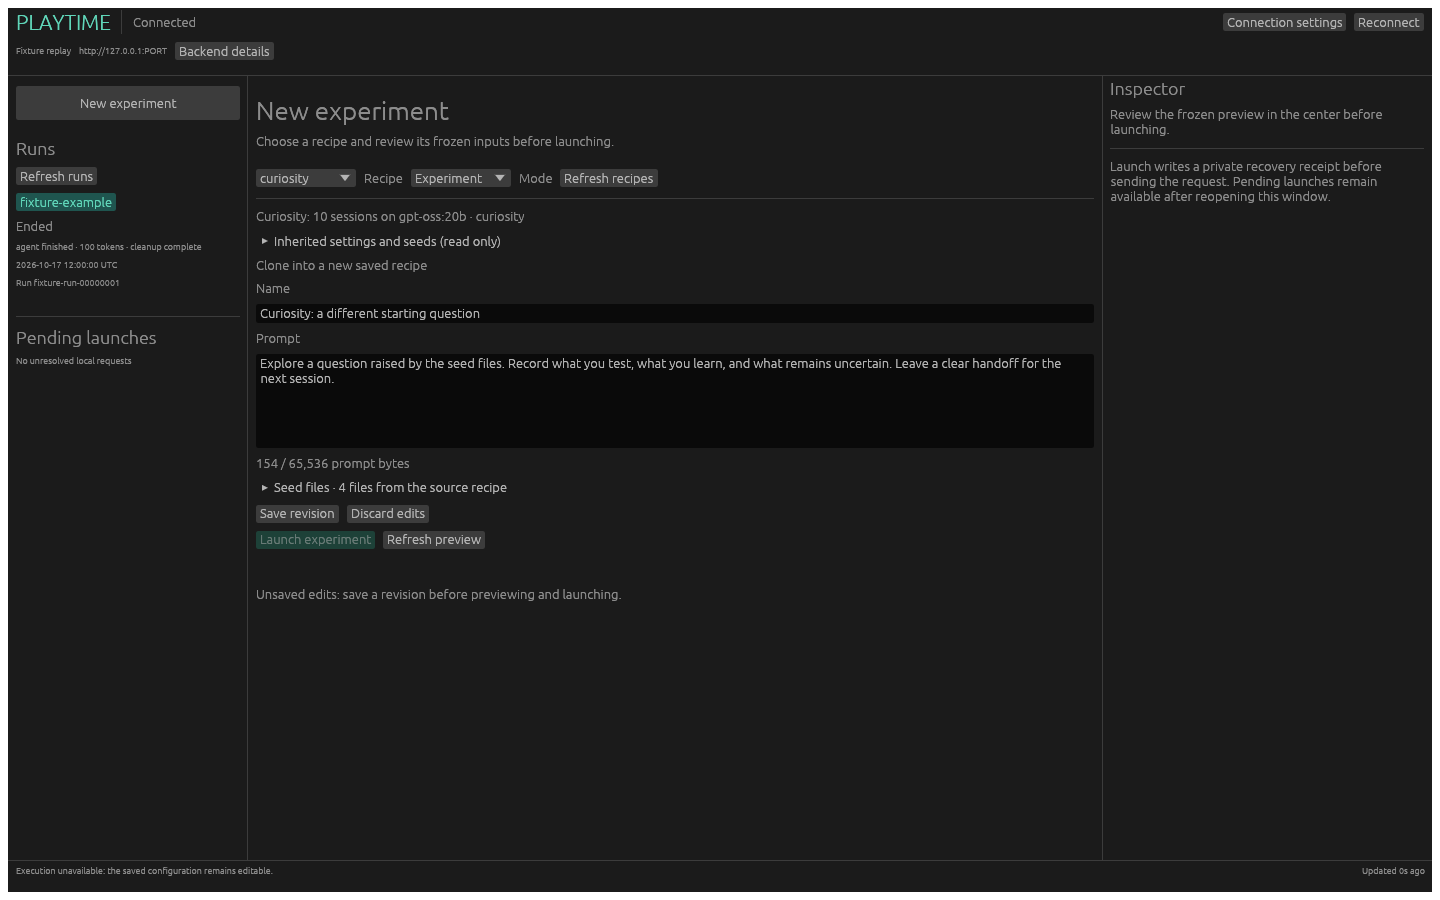 PLAYTIME
Connected
Connection settings
Reconnect
Fixture replay
http://127.0.0.1:PORT
Backend details
New experiment
Runs
Refresh runs
fixture-example
Ended
agent finished · 100 tokens · cleanup complete
2026-10-17 12:00:00 UTC
Run fixture-run-00000001
Pending launches
No unresolved local requests
New experiment
Choose a recipe and review its frozen inputs before launching.
curiosity
Recipe
Experiment
Mode
Refresh recipes
Curiosity: 10 sessions on gpt-oss:20b · curiosity
Inherited settings and seeds (read only)
Clone into a new saved recipe
Name
Curiosity: a different starting question
Prompt
Explore a question raised by the seed files. Record what you test, what you learn, and what remains uncertain. Leave a clear handoff for the
next session.
154 / 65,536 prompt bytes
Seed files · 4 files from the source recipe
Save revision
Discard edits
Launch experiment
Refresh preview
Unsaved edits: save a revision before previewing and launching.
Inspector
Review the frozen preview in the center before
launching.
Launch writes a private recovery receipt before
sending the request. Pending launches remain
available after reopening this window.
Execution unavailable: the saved configuration remains editable.
Updated 0s ago